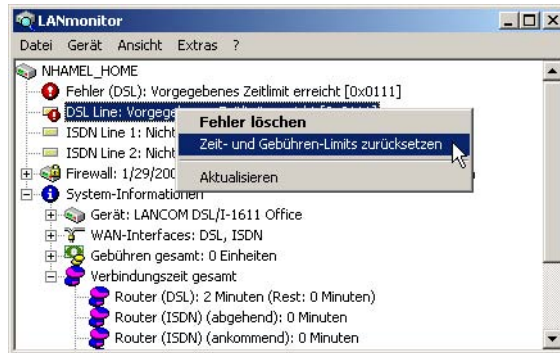 LANmonitor
Datei Gerät Ansicht Extras ?
NHAMEL_HOME
Fehler (DSL): Vorgegebenes Zeitlimit erreicht [0x0111]
DSL Line: Vorgege
Fehler löschen
ISDN Line 1: Nicht
Zeit- und Gebühren-Limits zurücksetzen
ISDN Line 2: Nicht
Firewall: 1/29/200
Aktualisieren
System-Informationen
Gerät: LANCOM DSL/I-1611 Office
WAN-Interfaces: DSL, ISDN
Gebühren gesamt: 0 Einheiten
Verbindungszeit gesamt
Router (DSL): 2 Minuten (Rest: 0 Minuten)
Router (ISDN) (abgehend): 0 Minuten
Router (ISDN) (ankommend): 0 Minuten